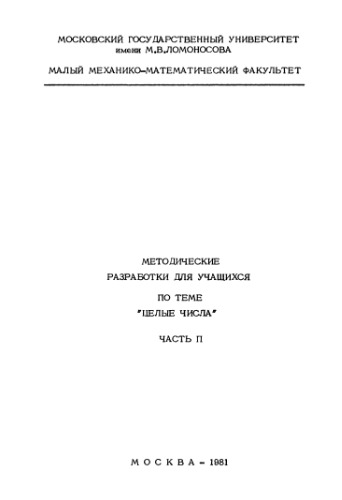 МОСКОВСКИЙ ГОСУДАРСТВЕННЫЙ УНИВЕРСИТЕТ
имени М.В.ЛОМОНОСОВА
МАЛЫЙ МЕХАНИКО-МАТЕМАТИЧЕСКИЙ ФАКУЛЬТЕТ
МЕТОДИЧЕСКИЕ
РАЗРАБОТКИ ДЛЯ УЧАЩИХСЯ
ПО ТЕМЕ
"ЦЕЛЫЕ ЧИСЛА"
ЧАСТЬ П
МОСКВА - 1981